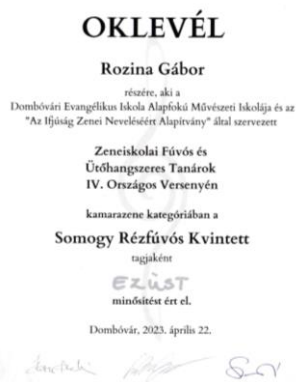 OKLEVÉL
Rozina Gábor
részére, aki a
Dombóvári Evangélikus Iskola Alapfokú Művészeti Iskolája és az
"Az Ifjúság Zenei Neveléséért Alapítvány" által szervezett
Zeneiskolai Fúvós és
Ütőhangszeres Tanárok
IV. Országos Versenyén
kamarazene kategóriában a
Somogy Rézfúvós Kvintett
tagjaként
EZÜST
minősítést ért el.
Dombóvár, 2023. április 22.